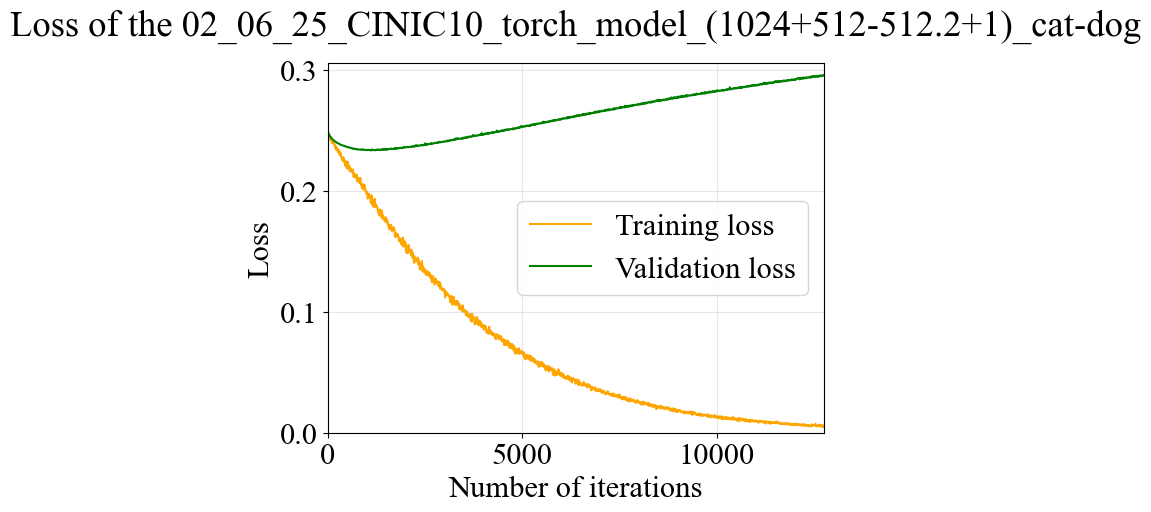 Loss of the 02_06_25_CINIC10_torch_model_(1024+512-512.2+1)_cat-dog
0.3
0.2
0.1
0.0
Loss
Training loss
Validation loss
0
5000
10000
Number of iterations